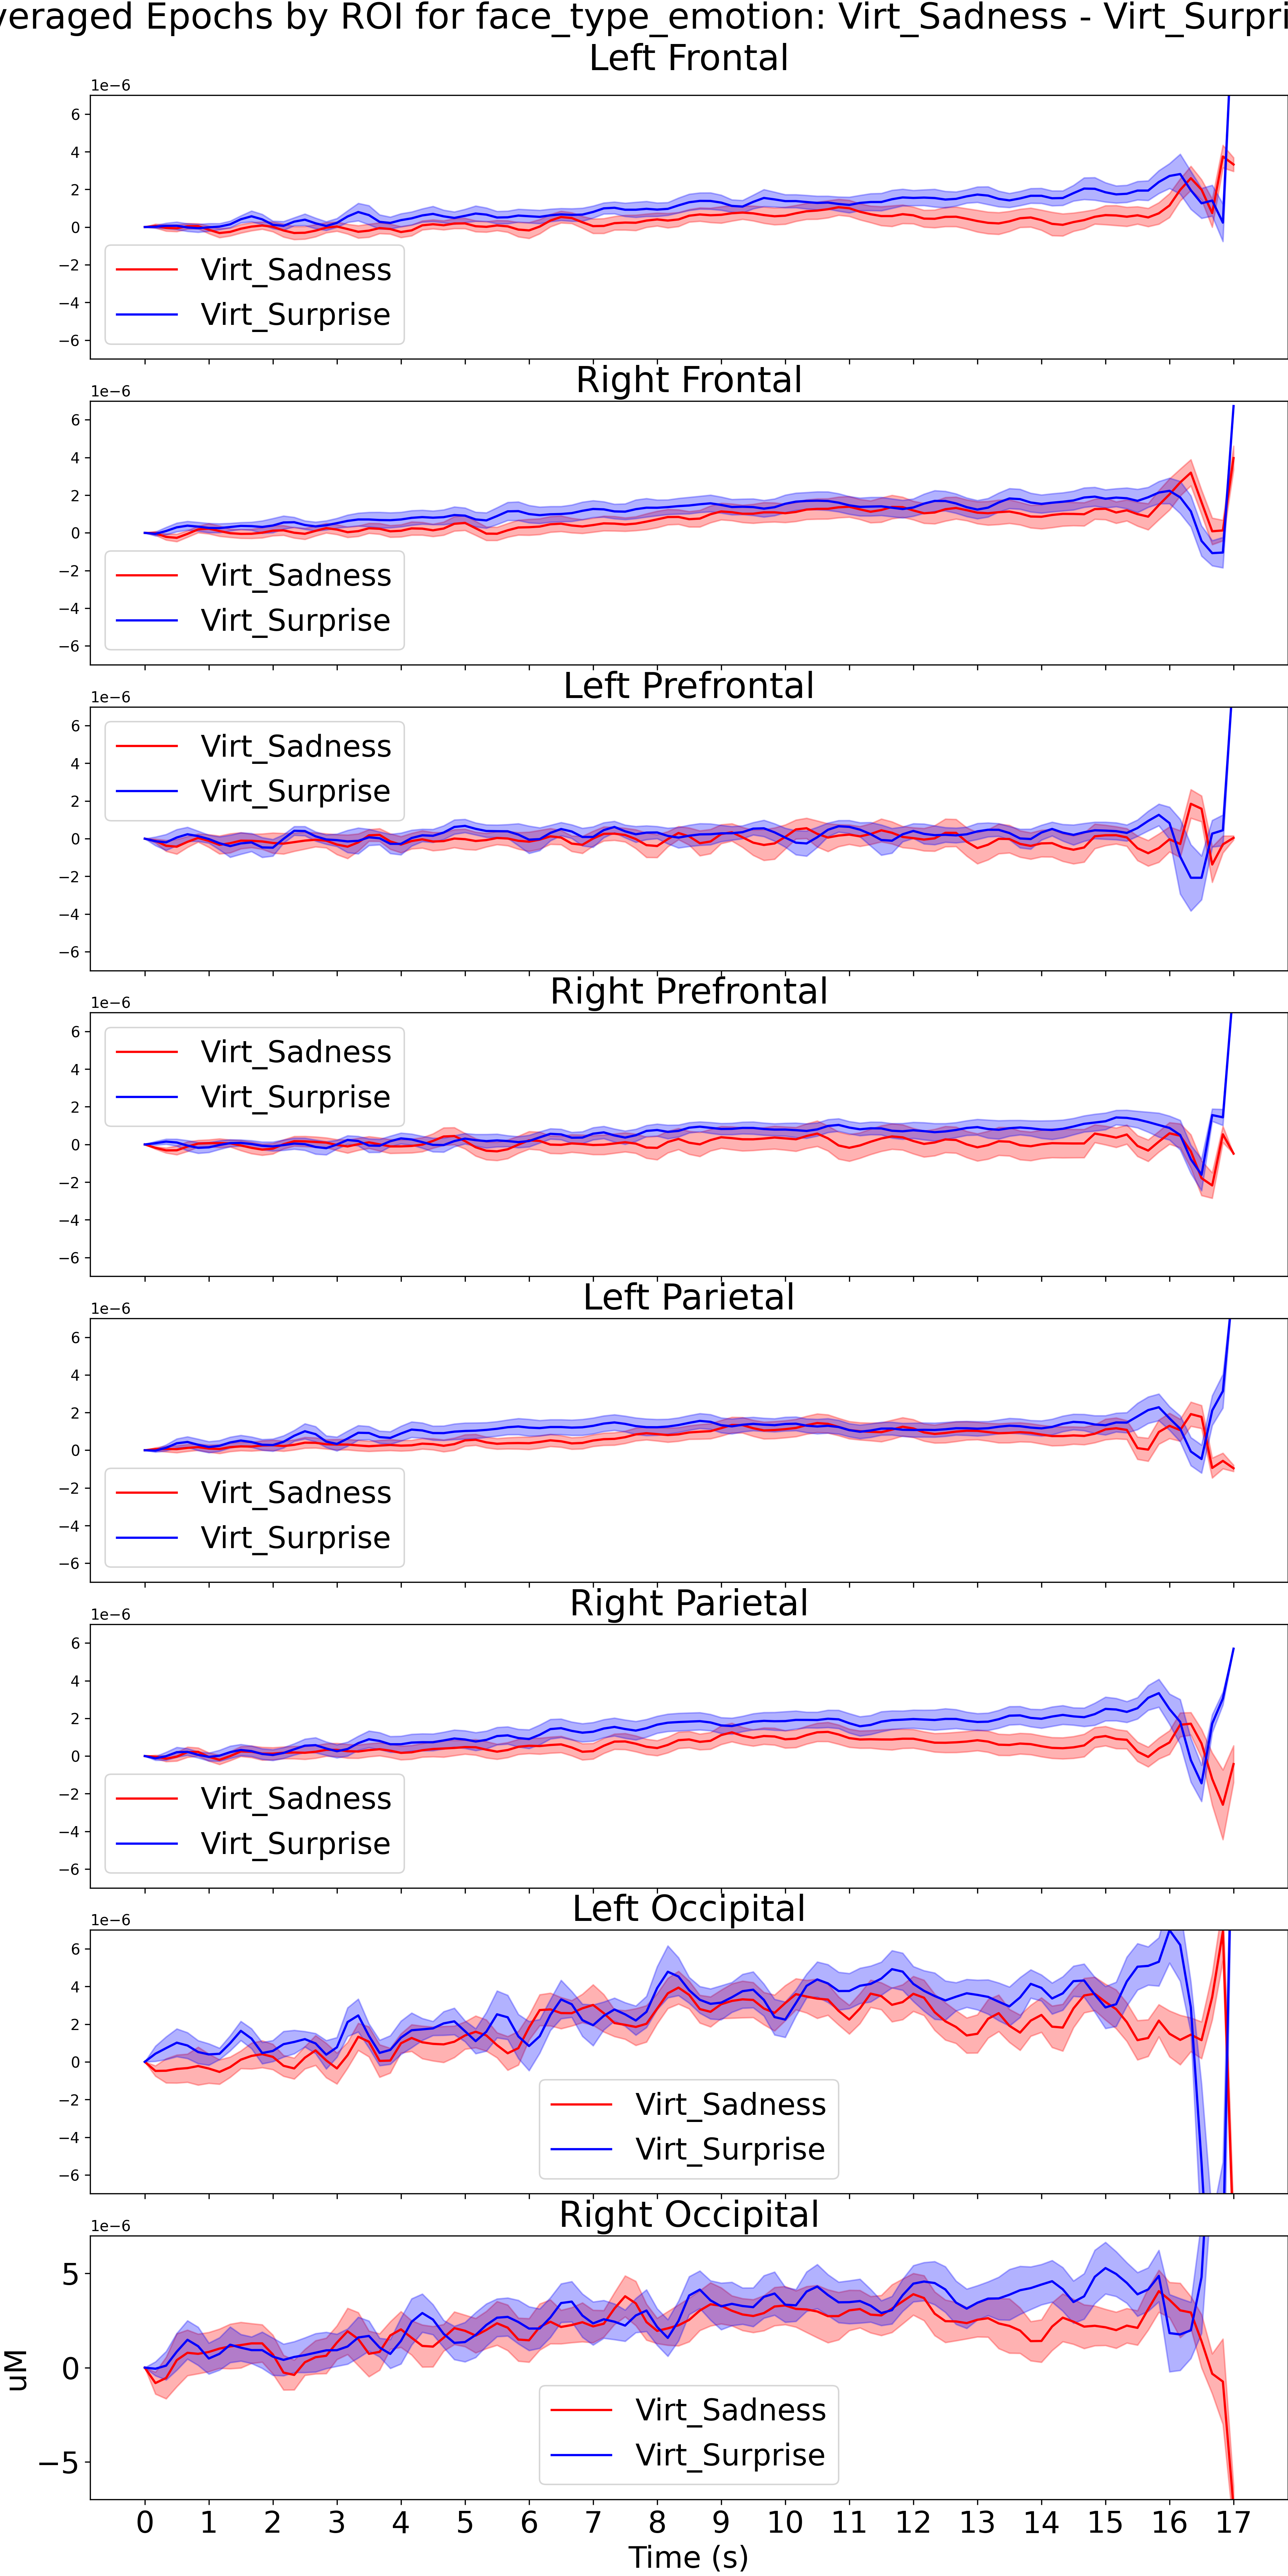 veraged Epochs by ROI for face_type_emotion: Virt_Sadness - Virt_Surpri
Left Frontal
1e−6
6
4
2
0
−2
−4
−6
Virt_Sadness
Virt_Surprise
Right Frontal
1e−6
6
4
2
0
−2
−4
−6
Virt_Sadness
Virt_Surprise
Left Prefrontal
1e−6
6
4
2
0
−2
−4
−6
Virt_Sadness
Virt_Surprise
Right Prefrontal
1e−6
6
4
2
0
−2
−4
−6
Virt_Sadness
Virt_Surprise
Left Parietal
1e−6
6
4
2
0
−2
−4
−6
Virt_Sadness
Virt_Surprise
Right Parietal
1e−6
6
4
2
0
−2
−4
−6
Virt_Sadness
Virt_Surprise
Left Occipital
1e−6
6
4
2
0
−2
−4
−6
Virt_Sadness
Virt_Surprise
Right Occipital
1e−6
5
0
−5
uM
Virt_Sadness
Virt_Surprise
0 1 2 3 4 5 6 7 8 9 10 11 12 13 14 15 16 17
Time (s)